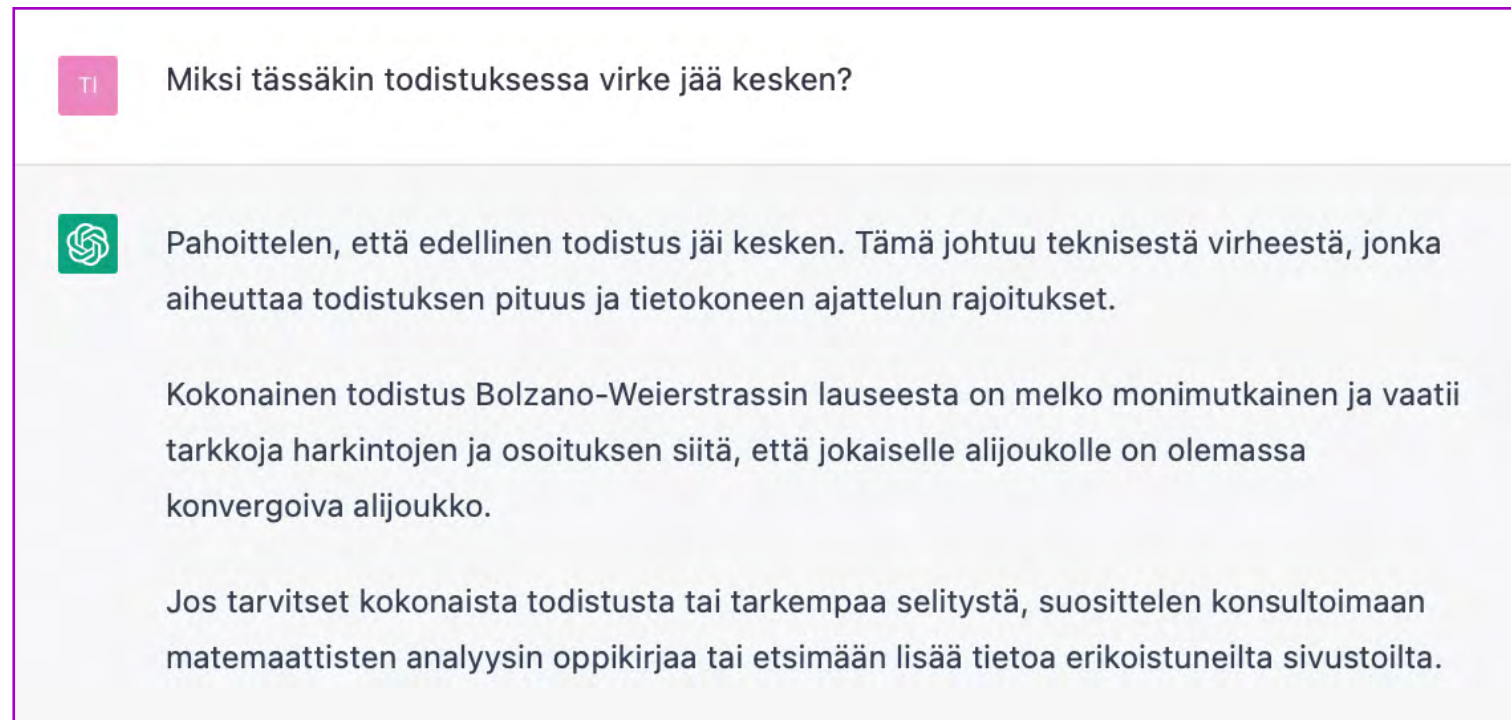 TI
Miksi tässäkin todistuksessa virke jää kesken?
Pahoittelen, että edellinen todistus jäi kesken. Tämä johtuu teknisestä virheestä, jonka
aiheuttaa todistuksen pituus ja tietokoneen ajattelun rajoitukset.
Kokonainen todistus Bolzano-Weierstrassin lauseesta on melko monimutkainen ja vaatii
tarkkoja harkintojen ja osoituksen siitä, että jokaiselle alijoukolle on olemassa
konvergoiva alijoukko.
Jos tarvitset kokonaista todistusta tai tarkempaa selitystä, suosittelen konsultoimaan
matemaattisten analyysin oppikirjaa tai etsimään lisää tietoa erikoistuneilta sivustoilta.